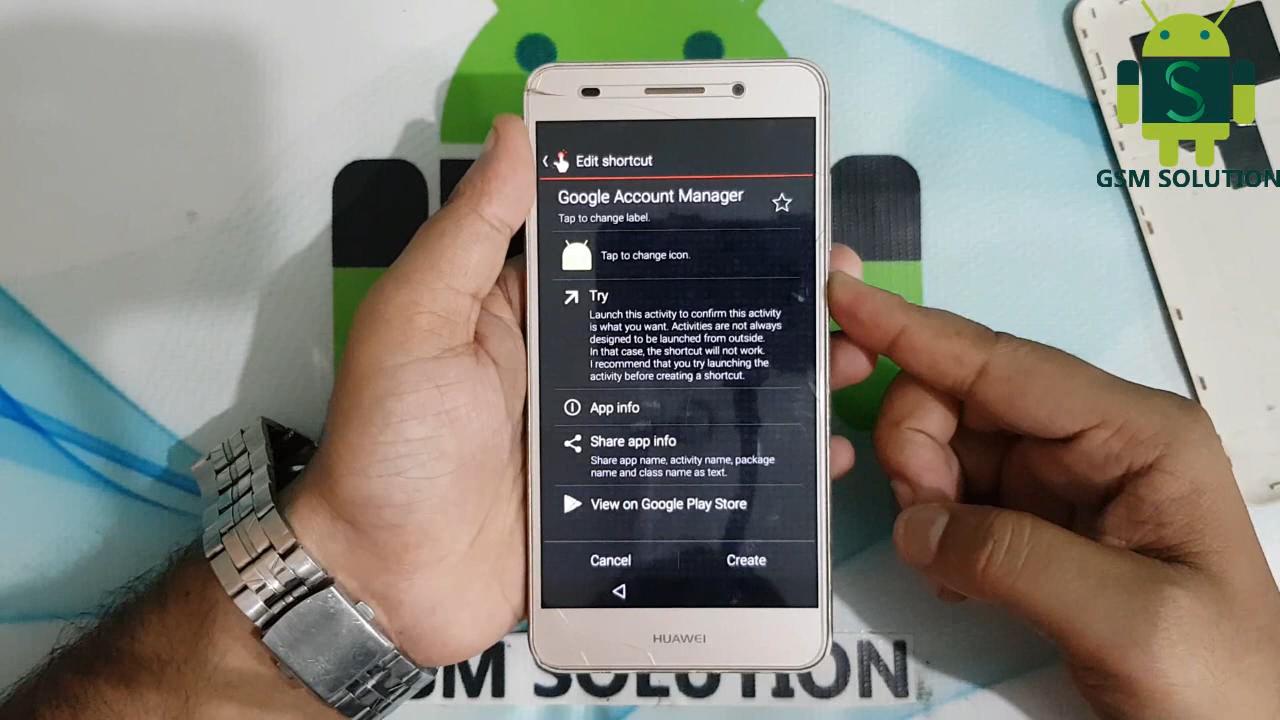 GSM SOLUTION
Edit shortcut
Google Account Manager
Tap to change label.
Tap to change icon.
Try
Launch this activity to confirm this activity
is what you want. Activities are not always
designed to be launched from outside.
In that case, the shortcut will not work.
I recommend that you try launching the
activity before creating a shortcut.
App info
Share app info
Share app name, activity name, package
name and class name as text.
View on Google Play Store
Cancel
Create
HUAWEI
GSM SOLUTION